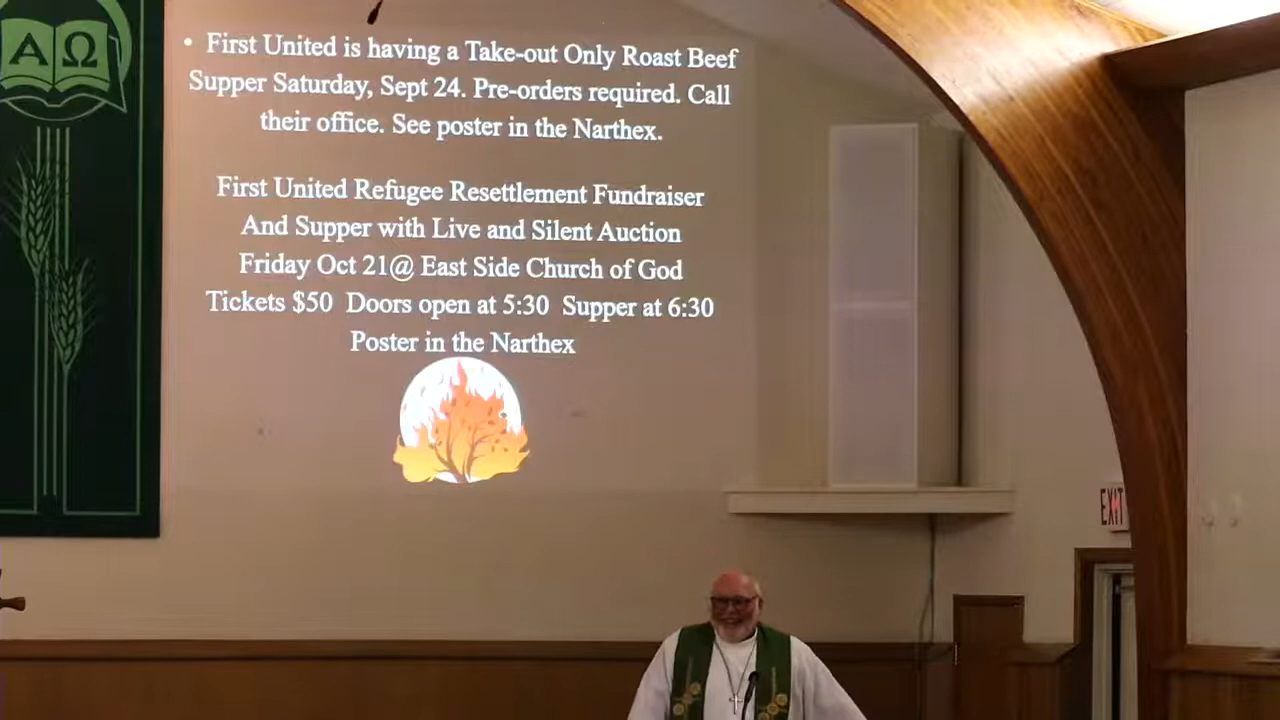 Α Ω
• First United is having a Take-out Only Roast Beef
Supper Saturday, Sept 24. Pre-orders required. Call
their office. See poster in the Narthex.
First United Refugee Resettlement Fundraiser
And Supper with Live and Silent Auction
Friday Oct 21@ East Side Church of God
Tickets $50 Doors open at 5:30 Supper at 6:30
Poster in the Narthex
EXIT